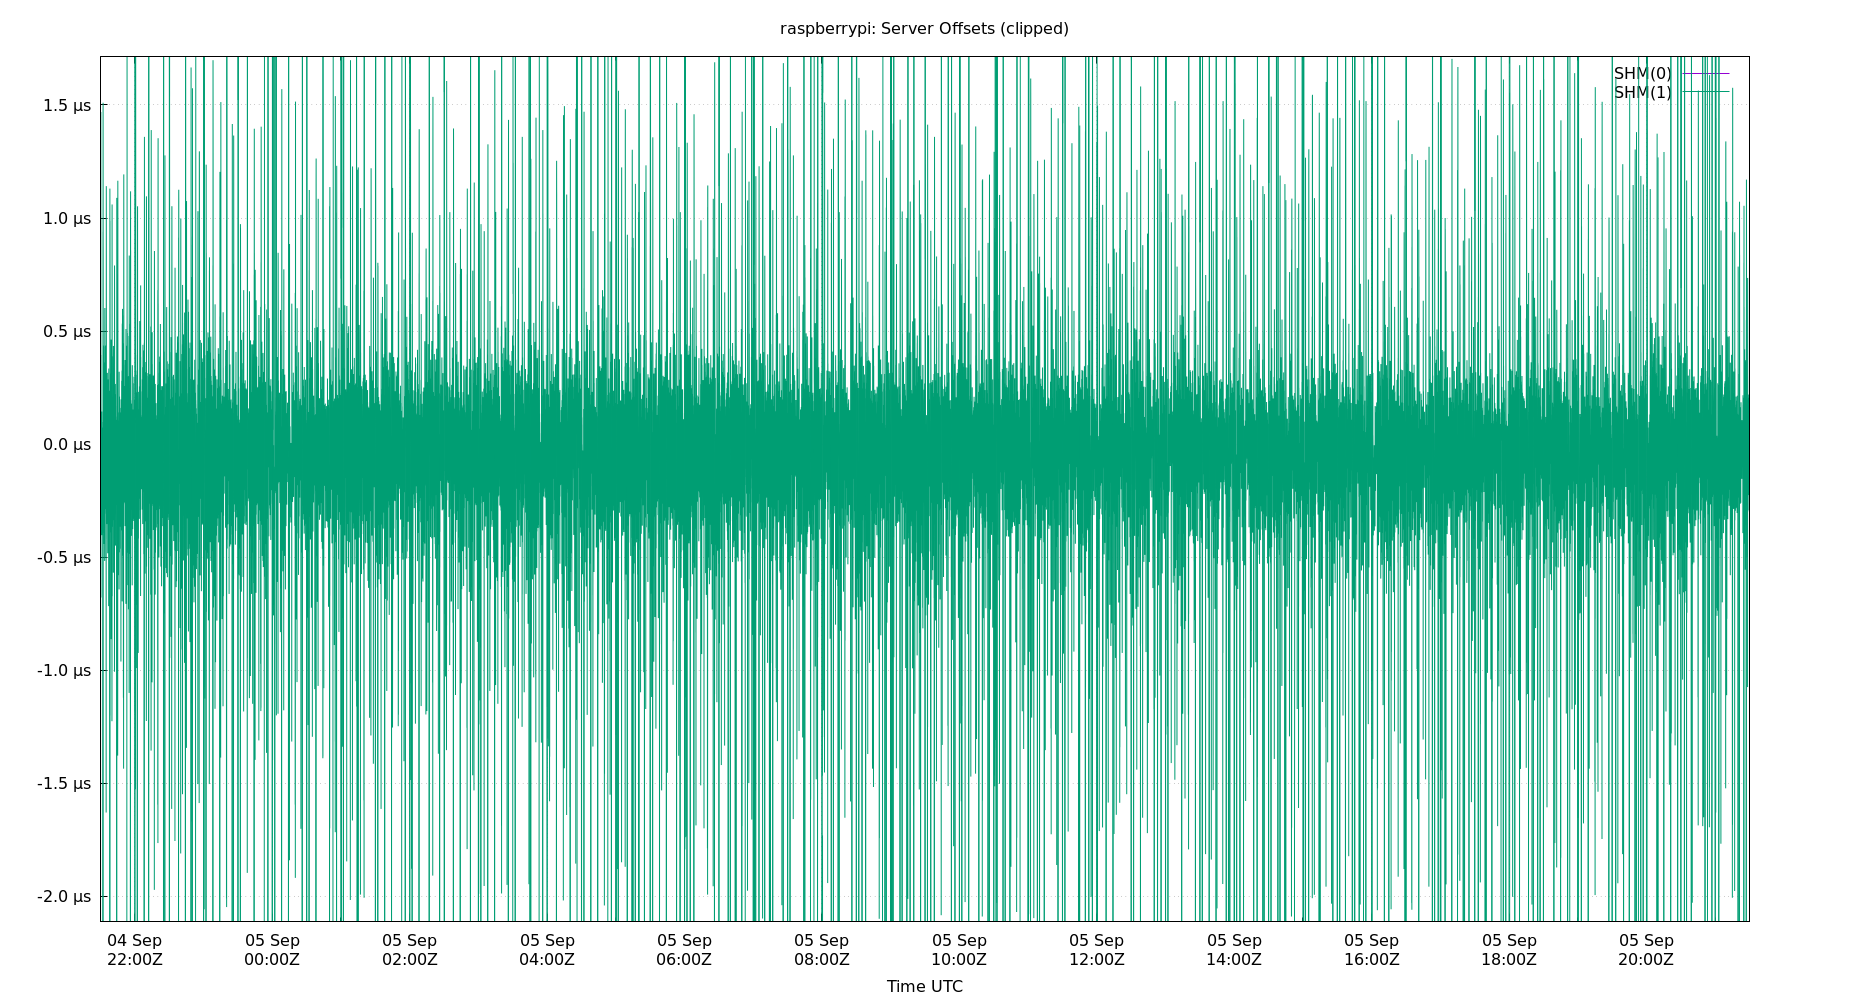 raspberrypi: Server Offsets (clipped)
SHM(0)
SHM(1)
1.5 µs
1.0 µs
0.5 µs
0.0 µs
-0.5 µs
-1.0 µs
-1.5 µs
-2.0 µs
04 Sep 05 Sep 05 Sep 05 Sep 05 Sep 05 Sep 05 Sep 05 Sep 05 Sep 05 Sep 05 Sep 05 Sep
22:00Z 00:00Z 02:00Z 04:00Z 06:00Z 08:00Z 10:00Z 12:00Z 14:00Z 16:00Z 18:00Z 20:00Z
Time UTC